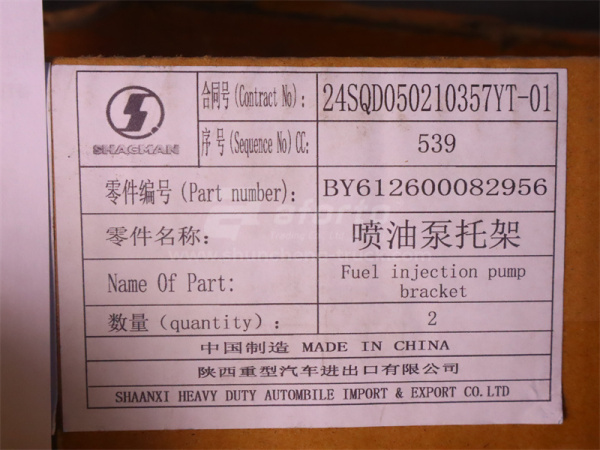 SHACMAN
合同号(Contract No): 24SQD050210357YT-01
序号(Sequence No)CC: 539
零件编号(Part number): BY612600082956
零件名称: 喷油泵托架
Name Of Part: Fuel injection pump
bracket
数量(quantity): 2
中国制造 MADE IN CHINA
陕西重型汽车进出口有限公司
SHAANXI HEAVY DUTY AUTOMBILE IMPORT & EXPORT CO.LTD